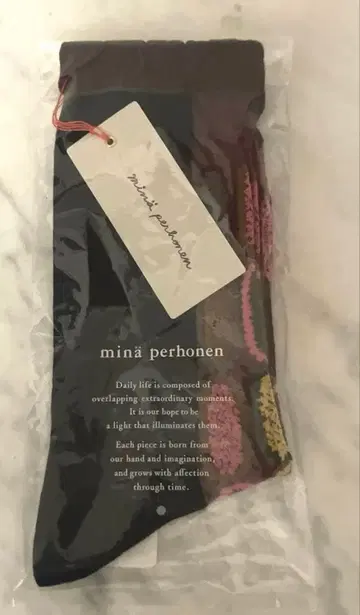 minä perhonen
minä perhonen
Daily life is composed of
overlapping extraordinary moments.
It is our hope to be
a light that illuminates them.
Each piece is born from
our hand and imagination,
and grows with affection
through time.